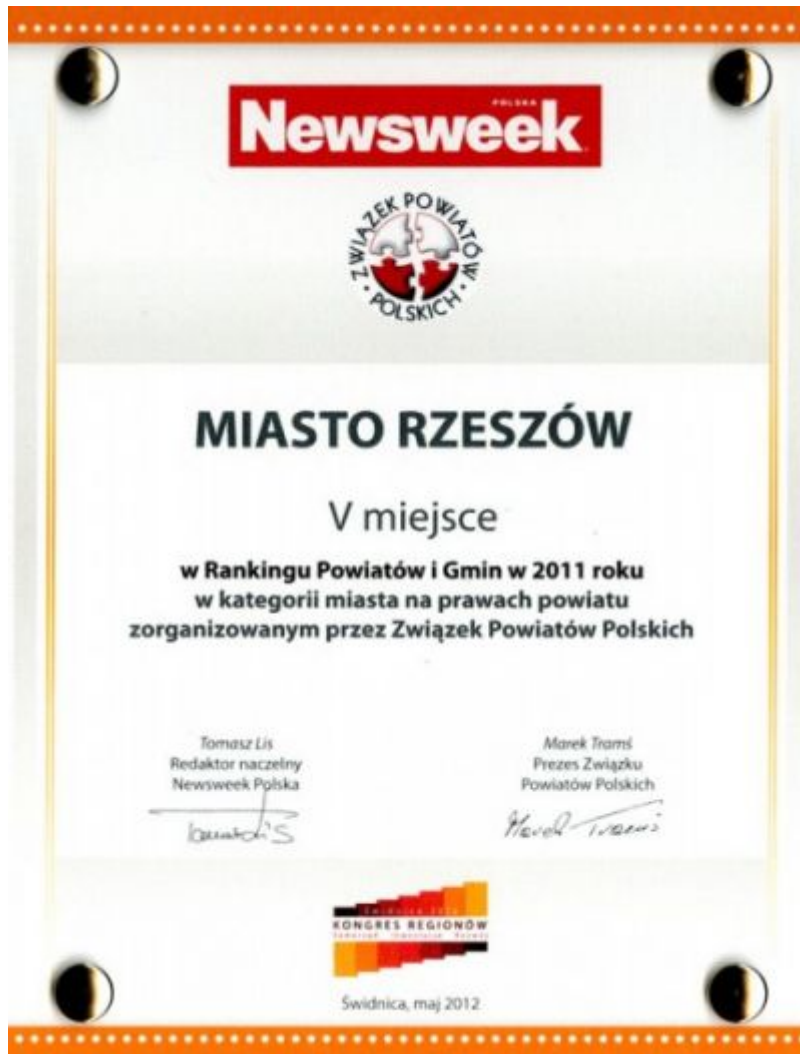 POLSKA
Newsweek
ZWIĄZEK POWIATÓW
POLSKICH
MIASTO RZESZÓW
V miejsce
w Rankingu Powiatów i Gmin w 2011 roku
w kategorii miasta na prawach powiatu
zorganizowanym przez Związek Powiatów Polskich
Tomasz Lis
Redaktor naczelny
Newsweek Polska
Marek Tramś
Prezes Związku
Powiatów Polskich
Marek Tramś
KONGRES REGIONÓW
Świdnica, maj 2012